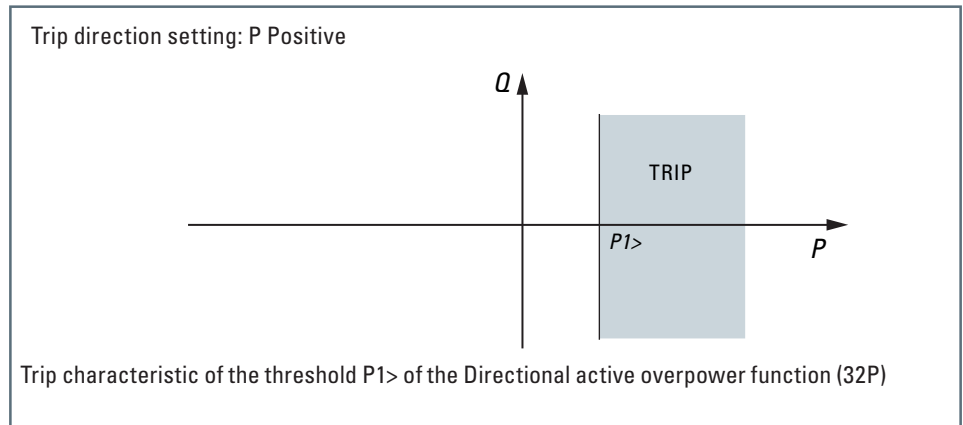 Trip direction setting: P Positive
Q
TRIP
P1>
P
Trip characteristic of the threshold P1> of the Directional active overpower function (32P)